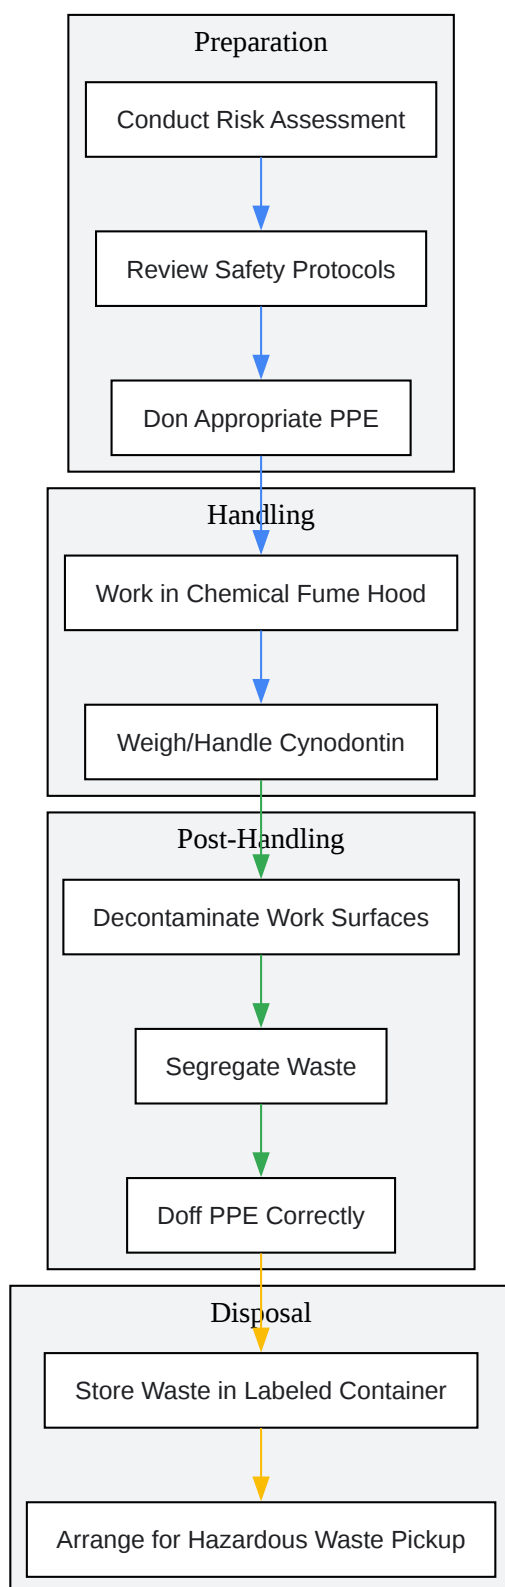 Preparation
Conduct Risk Assessment
Review Safety Protocols
Don Appropriate PPE
Handling
Work in Chemical Fume Hood
Weigh/Handle Cynodontin
Post-Handling
Decontaminate Work Surfaces
Segregate Waste
Doff PPE Correctly
Disposal
Store Waste in Labeled Container
Arrange for Hazardous Waste Pickup